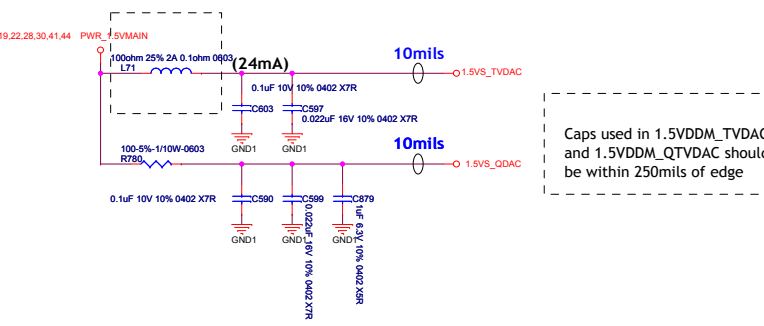 19,22,28,30,41,44 PWR_1.5VMAIN
100ohm 25% 2A 0.1ohm 0603
L71
(24mA)
10mils
1.5VS_TVDAC
0.1uF 10V 10% 0402 X7R
C603
C597
0.022uF 16V 10% 0402 X7R
GND1
GND1
100-5%-1/10W-0603
R780
10mils
1.5VS_QDAC
0.1uF 10V 10% 0402 X7R
C590
C599
C879
0.022uF 16V 10% 0402 X7R
1uF 6.3V 10% 0402 X5R
GND1
GND1
GND1
Caps used in 1.5VDDM_TVDAC
and 1.5VDDM_QTVDAC should
be within 250mils of edge